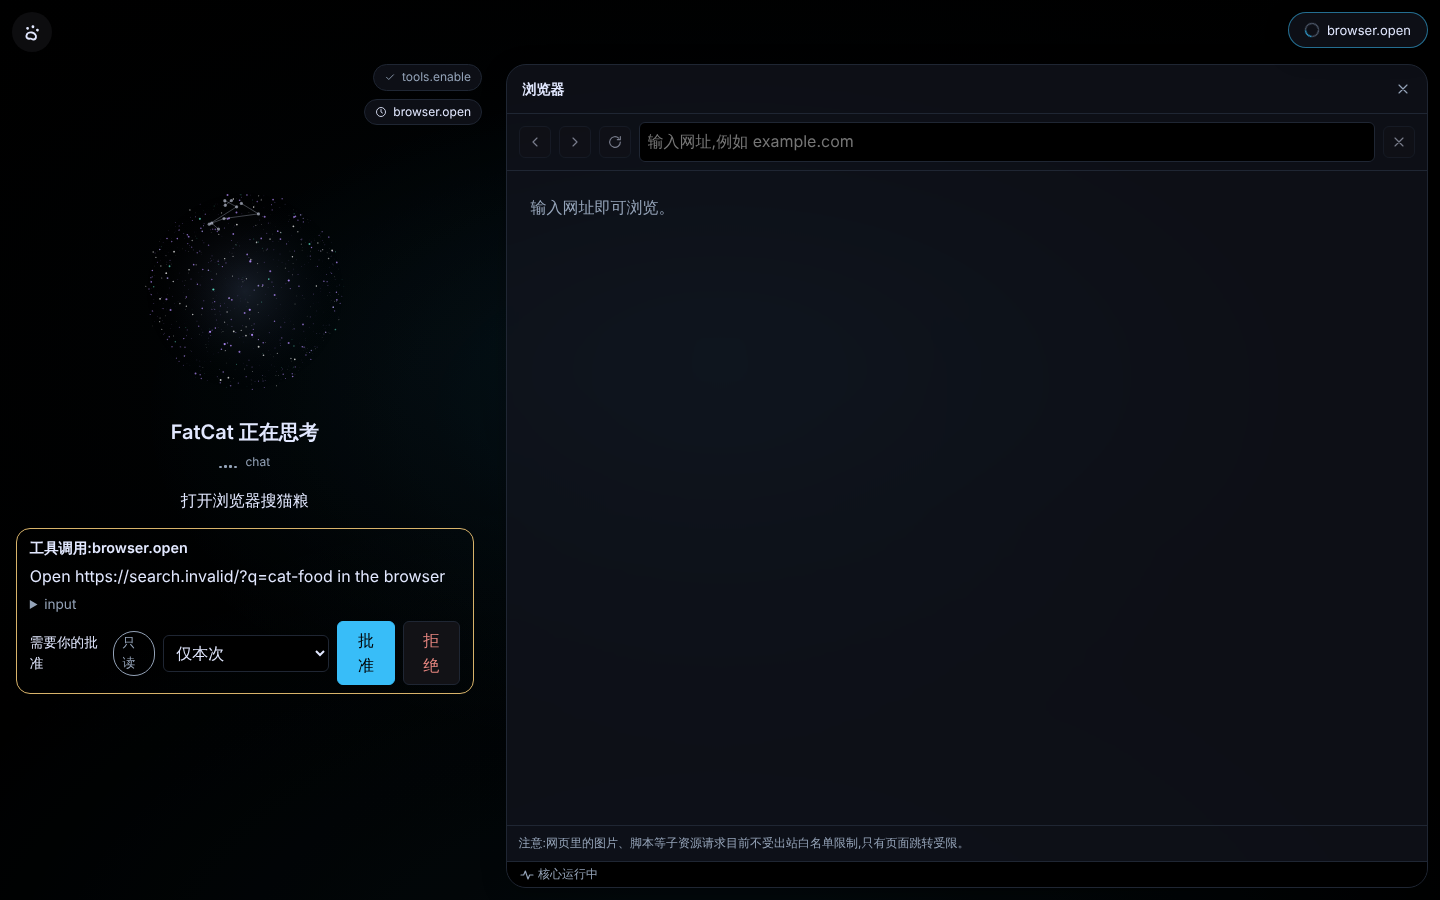 browser.open
tools.enable
browser.open
FatCat 正在思考
chat
打开浏览器搜猫粮
工具调用:browser.open
Open https://search.invalid/?q=cat-food in the browser
input
需要你的批
准
只
读
仅本次
批
准
拒
绝
浏览器
输入网址,例如 example.com
输入网址即可浏览。
注意:网页里的图片、脚本等子资源请求目前不受出站白名单限制,只有页面跳转受限。
核心运行中